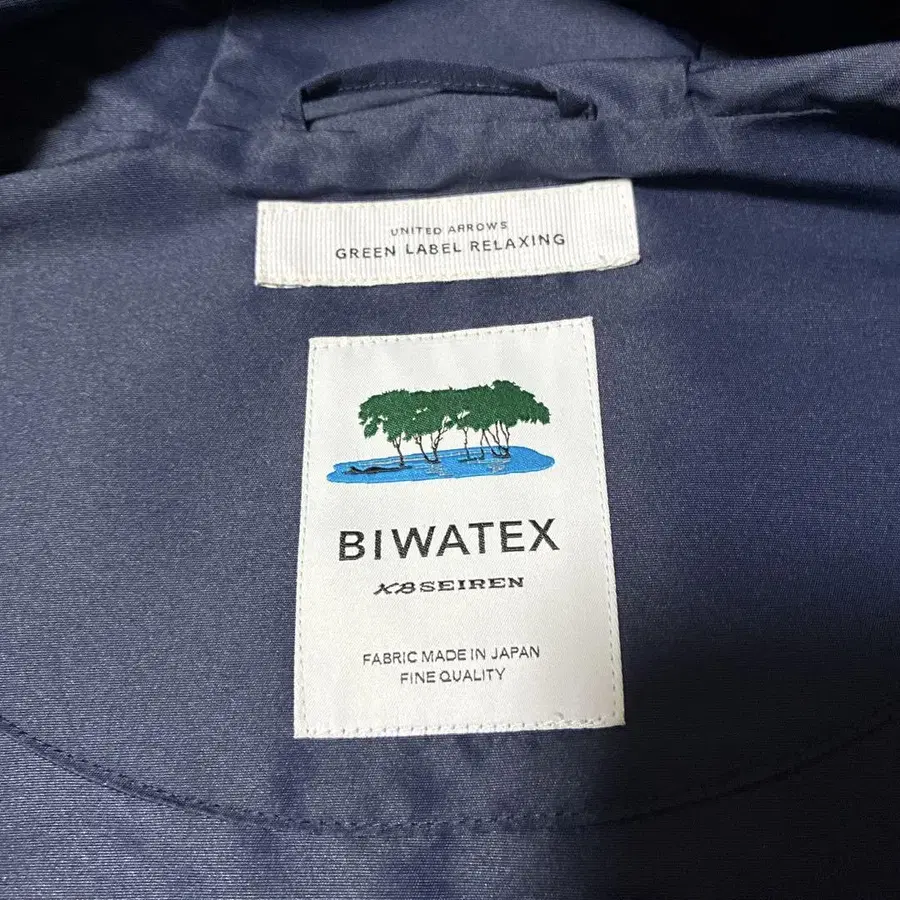 UNITED ARROWS
GREEN LABEL RELAXING
BIWATEX
KB SEIREN
FABRIC MADE IN JAPAN
FINE QUALITY